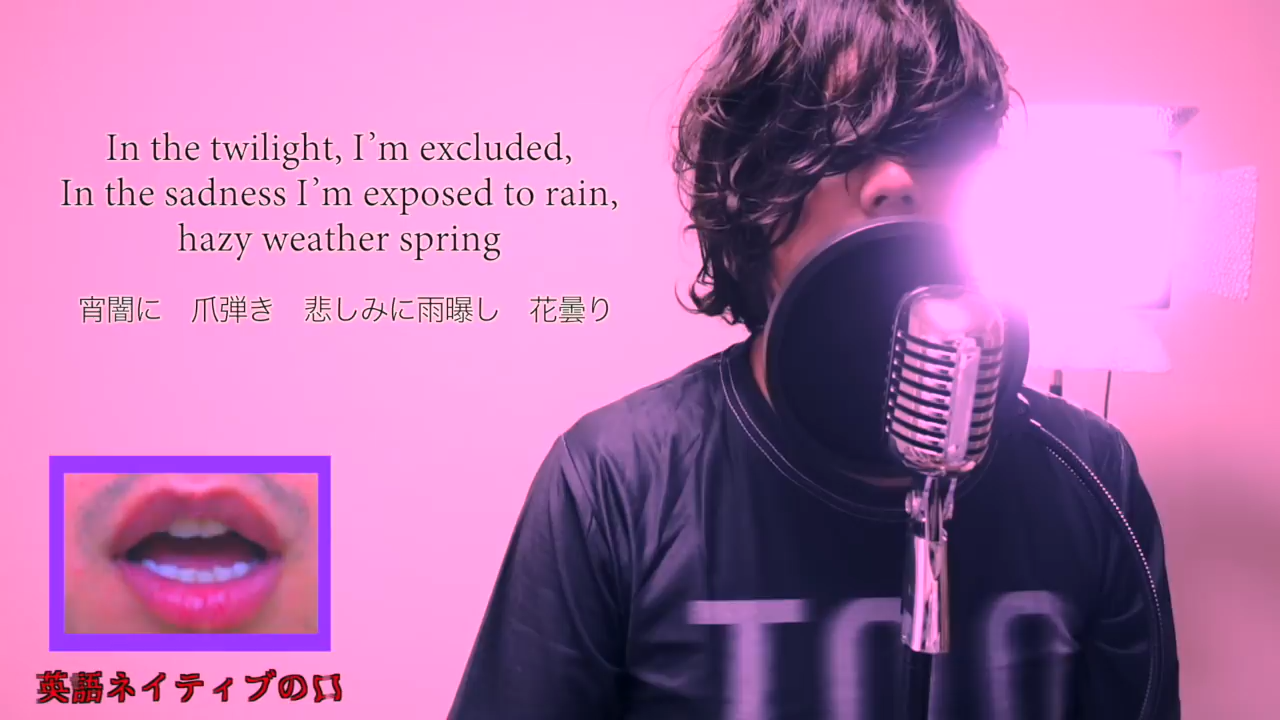 In the twilight, I’m excluded,
In the sadness I’m exposed to rain,
hazy weather spring
宵闇に　爪弾き　悲しみに雨曝し　花曇り
英語ネイティブの口